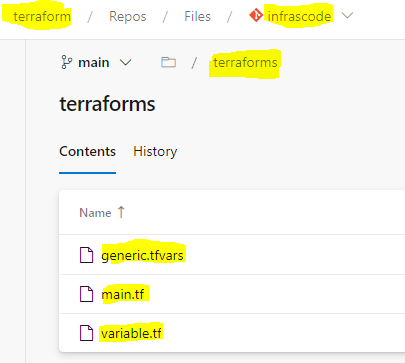 terraform / Repos / Files / infrascode
main / terraforms
terraforms
Contents History
Name ↑
generic.tfvars
main.tf
variable.tf